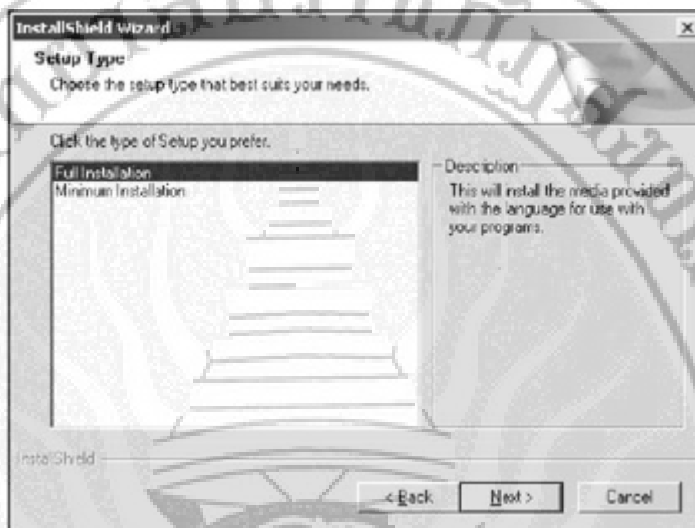 InstallShield Wizard
Setup Type
Choose the setup type that best suits your needs.
Click the type of Setup you prefer.
Full Installation
Minimum Installation
Description
This will install the media provided
with the language for use with
your programs.
InstallShield
< Back
Next >
Cancel